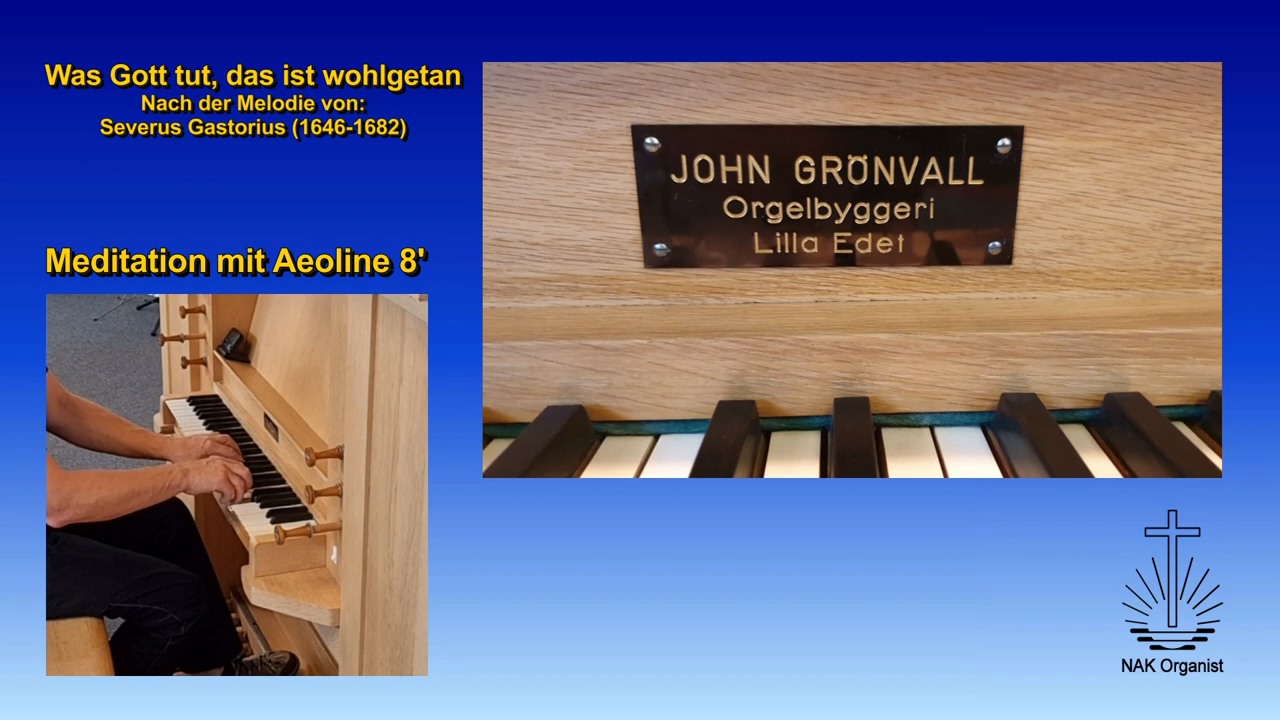 Was Gott tut, das ist wohlgetan
Nach der Melodie von:
Severus Gastorius (1646-1682)
Meditation mit Aeoline 8'
JOHN GRÖNVALL
Orgelbyggeri
Lilla Edet
NAK Organist